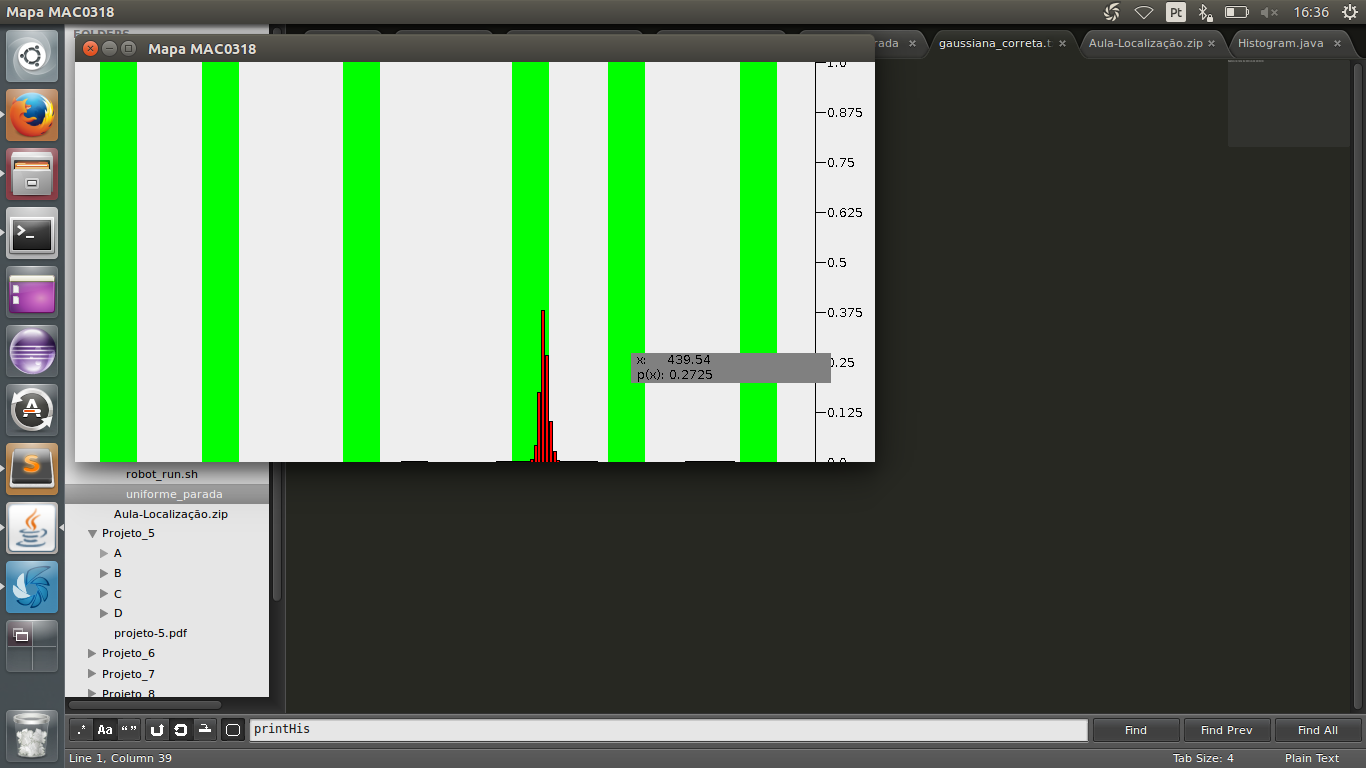 Mapa MAC0318
Pt
16:36
FOLDERS
Mapa MAC0318
gaussiana_correta.t
Aula-Localização.zip
Histogram.java
1.0
0.875
0.75
0.625
0.5
0.375
0.25
0.125
0.0
x: 439.54
p(x): 0.2725
robot_run.sh
uniforme_parada
Aula-Localização.zip
Projeto_5
A
B
C
D
projeto-5.pdf
Projeto_6
Projeto_7
Projeto_8
.* Aa “ ”
printHis
Find
Find Prev
Find All
Line 1, Column 39
Tab Size: 4
Plain Text